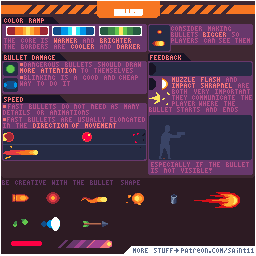 COLOR RAMP
THE CORE IS WARMER AND BRIGHTER
THE BORDERS ARE COOLER AND DARKER
CONSIDER MAKING
BULLETS BIGGER SO
PLAYERS CAN SEE THEM
BULLET DAMAGE
DANGEROUS BULLETS SHOULD DRAW
MORE ATTENTION TO THEMSELVES
BLINKING IS A GOOD AND CHEAP
WAY TO DO IT
FEEDBACK
MUZZLE FLASH AND
IMPACT SHRAPNEL ARE
BOTH VERY IMPORTANT
THEY COMMUNICATE THE
PLAYER WHERE THE
BULLET STARTS AND ENDS
SPEED
FAST BULLETS DO NOT NEED AS MANY
DETAILS OR ANIMATIONS
FAST BULLETS ARE USUALLY ELONGATED
IN THE DIRECTION OF MOVEMENT
ESPECIALLY IF THE BULLET
IS NOT VISIBLE!
BE CREATIVE WITH THE BULLET SHAPE
MORE STUFF→PATREON.COM/SAINT11